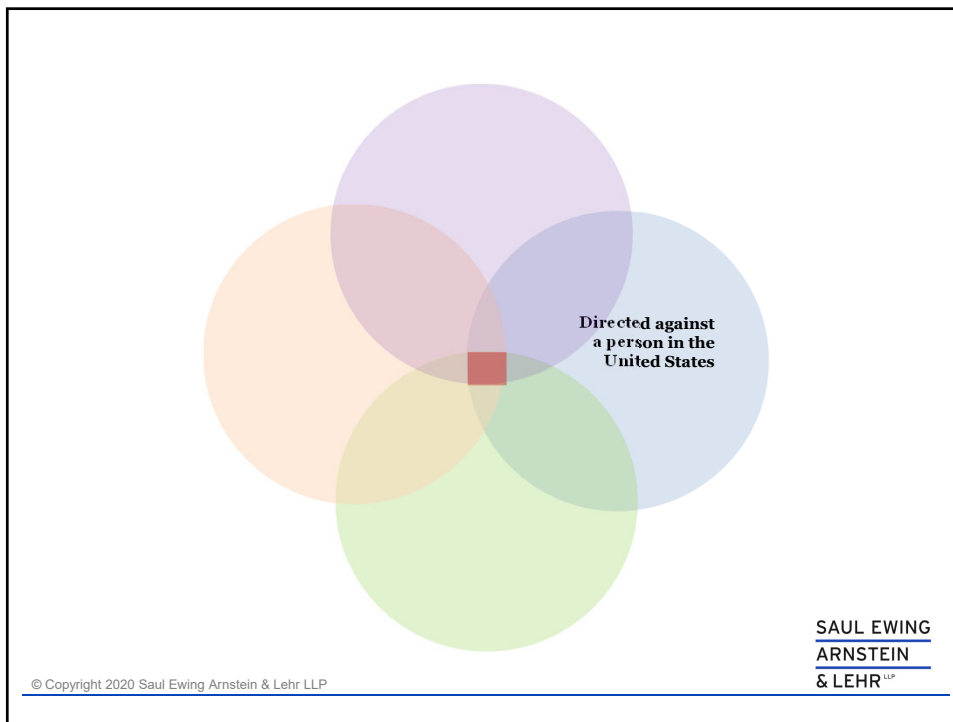 Directed against
a person in the
United States
© Copyright 2020 Saul Ewing Arnstein & Lehr LLP
SAUL EWING
ARNSTEIN
& LEHR LLP